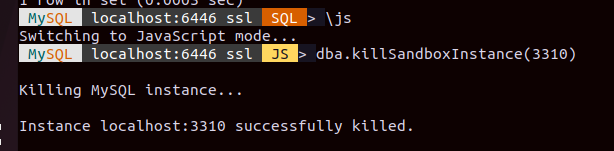 1 row in set (0.0003 sec)
MySQL localhost:6446 ssl SQL > \js
Switching to JavaScript mode...
MySQL localhost:6446 ssl JS > dba.killSandboxInstance(3310)
Killing MySQL instance...
Instance localhost:3310 successfully killed.